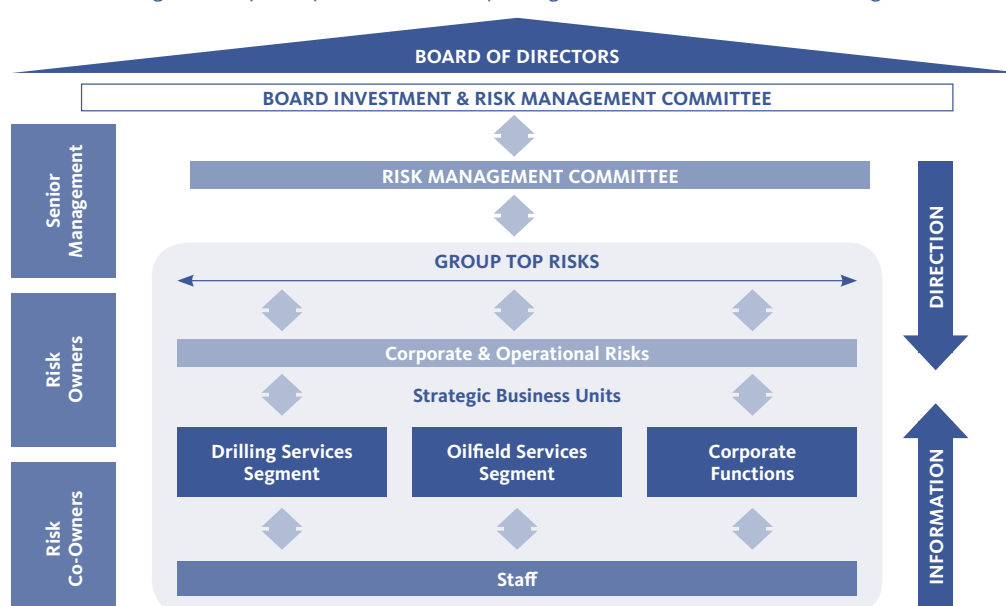 BOARD OF DIRECTORS
BOARD INVESTMENT & RISK MANAGEMENT COMMITTEE
Senior
Management
RISK MANAGEMENT COMMITTEE
GROUP TOP RISKS
DIRECTION
Risk
Owners
Corporate & Operational Risks
Strategic Business Units
Drilling Services
Segment
Oilfield Services
Segment
Corporate
Functions
INFORMATION
Risk
Co-Owners
Staff